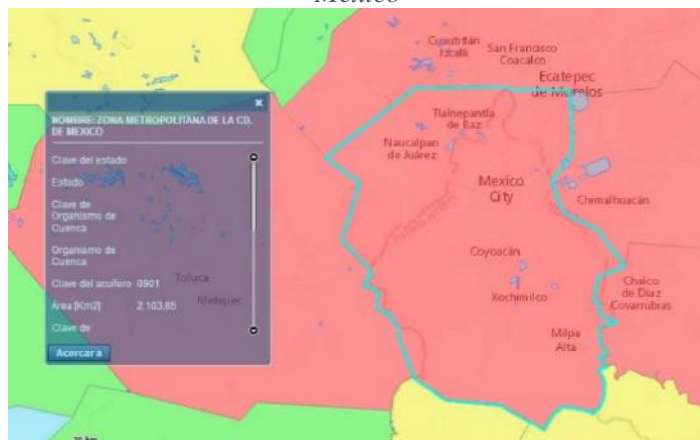 México
NOMBRE: ZONA METROPOLITANA DE LA CD.
DE MEXICO
Clave del estado
Estado
Clave de
Organismo de
Cuenca
Organismo de
Cuenca
Clave del acuífero 0901
Área [Km2] 2.103,65
Clave de
Acercar a
Toluca
Metepec
Cuautitlán
Izcalli
San Francisco
Coacalco
Ecatepec
de Morelos
Tlalnepantla
de Baz
Naucalpan
de Juárez
Mexico
City
Chimalhuacán
Coyoacán
Xochimilco
Chalco
de Díaz
Covarrubias
Milpa
Alta